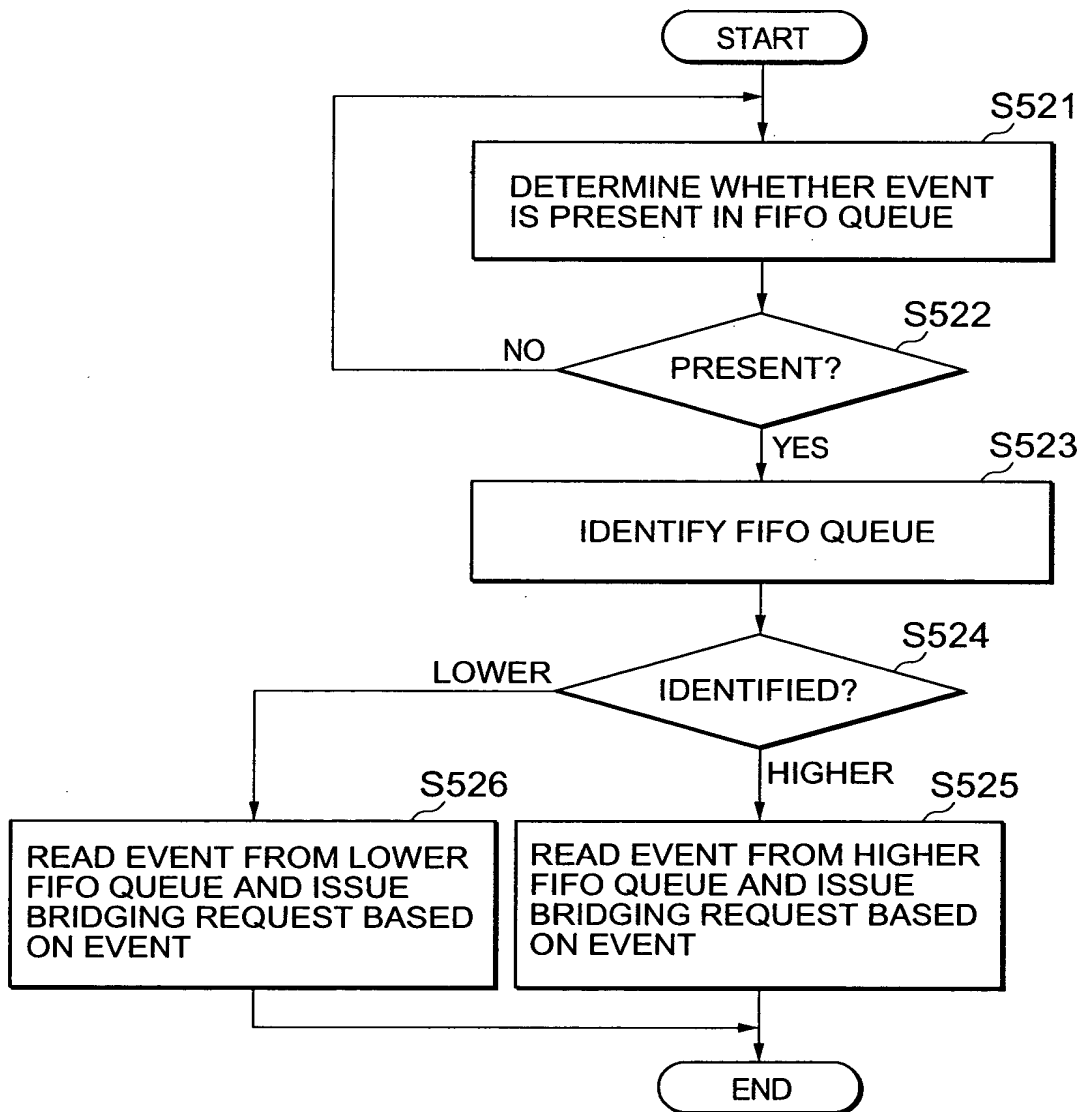 START
S521
DETERMINE WHETHER EVENT
IS PRESENT IN FIFO QUEUE
S522
NO
PRESENT?
YES
S523
IDENTIFY FIFO QUEUE
S524
LOWER
IDENTIFIED?
HIGHER
S526
READ EVENT FROM LOWER
FIFO QUEUE AND ISSUE
BRIDGING REQUEST BASED
ON EVENT
S525
READ EVENT FROM HIGHER
FIFO QUEUE AND ISSUE
BRIDGING REQUEST BASED
ON EVENT
END